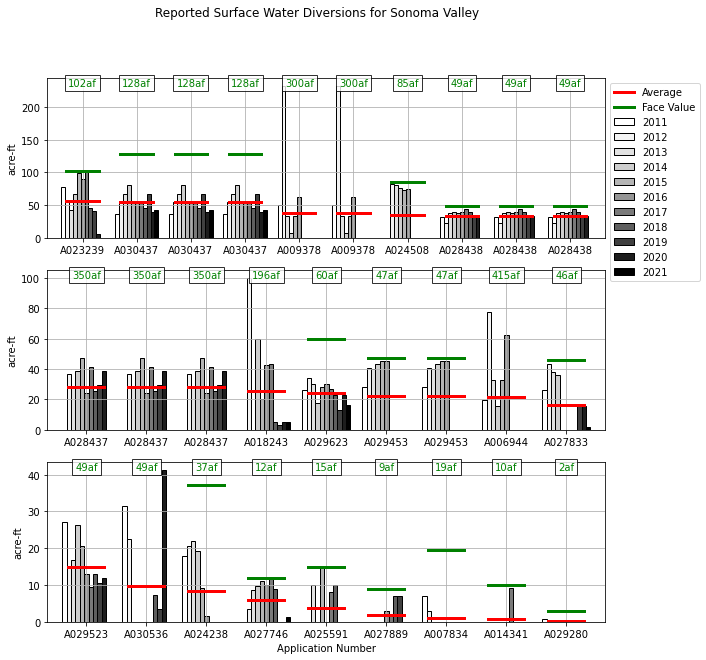 Reported Surface Water Diversions for Sonoma Valley
102af 128af 128af 128af 300af 300af 85af 49af 49af 49af
200
150
100
50
0
acre-ft
A023239 A030437 A030437 A030437 A009378 A009378 A024508 A028438 A028438 A028438
Average
Face Value
2011
2012
2013
2014
2015
2016
2017
2018
2019
2020
2021
350af 350af 350af 196af 60af 47af 47af 415af 46af
100
80
60
40
20
0
acre-ft
A028437 A028437 A028437 A018243 A029623 A029453 A029453 A006944 A027833
49af 49af 37af 12af 15af 9af 19af 10af 2af
40
30
20
10
0
acre-ft
A029523 A030536 A024238 A027746 A025591 A027889 A007834 A014341 A029280
Application Number